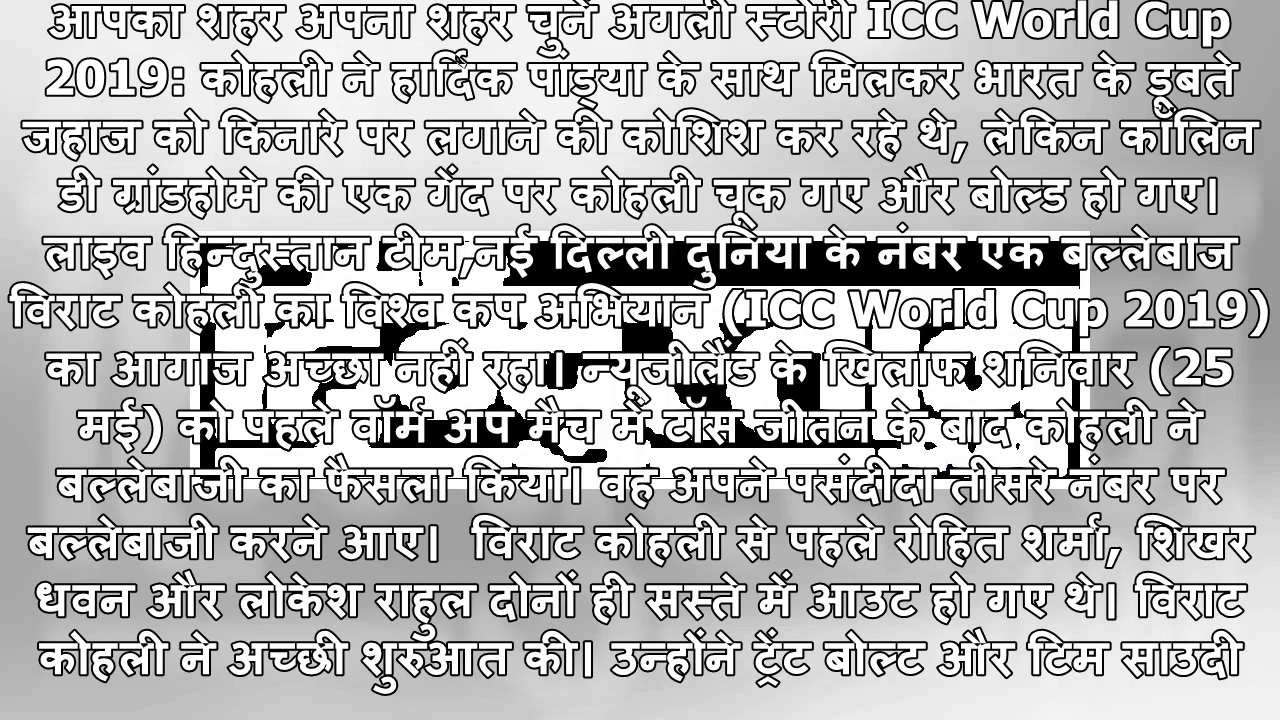 आपका शहर अपना शहर चुनें अगली स्टोरी ICC World Cup
2019: कोहली ने हार्दिक पांड्या के साथ मिलकर भारत के डूबते
जहाज को किनारे पर लगाने की कोशिश कर रहे थे, लेकिन कॉलिन
डी ग्रांडहोमे की एक गेंद पर कोहली चूक गए और बोल्ड हो गए।
लाइव हिन्दुस्तान टीम,नई दिल्ली दुनिया के नंबर एक बल्लेबाज
विराट कोहली का विश्व कप अभियान (ICC World Cup 2019)
का आगाज अच्छा नहीं रहा। न्यूजीलैंड के खिलाफ शनिवार (25
मई) को पहले वॉर्म अप मैच में टॉस जीतन के बाद कोहली ने
बल्लेबाजी का फैसला किया। वह अपने पसंदीदा तीसरे नंबर पर
बल्लेबाजी करने आए। विराट कोहली से पहले रोहित शर्मा, शिखर
धवन और लोकेश राहुल दोनों ही सस्ते में आउट हो गए थे। विराट
कोहली ने अच्छी शुरुआत की। उन्होंने ट्रेंट बोल्ट और टिम साउदी